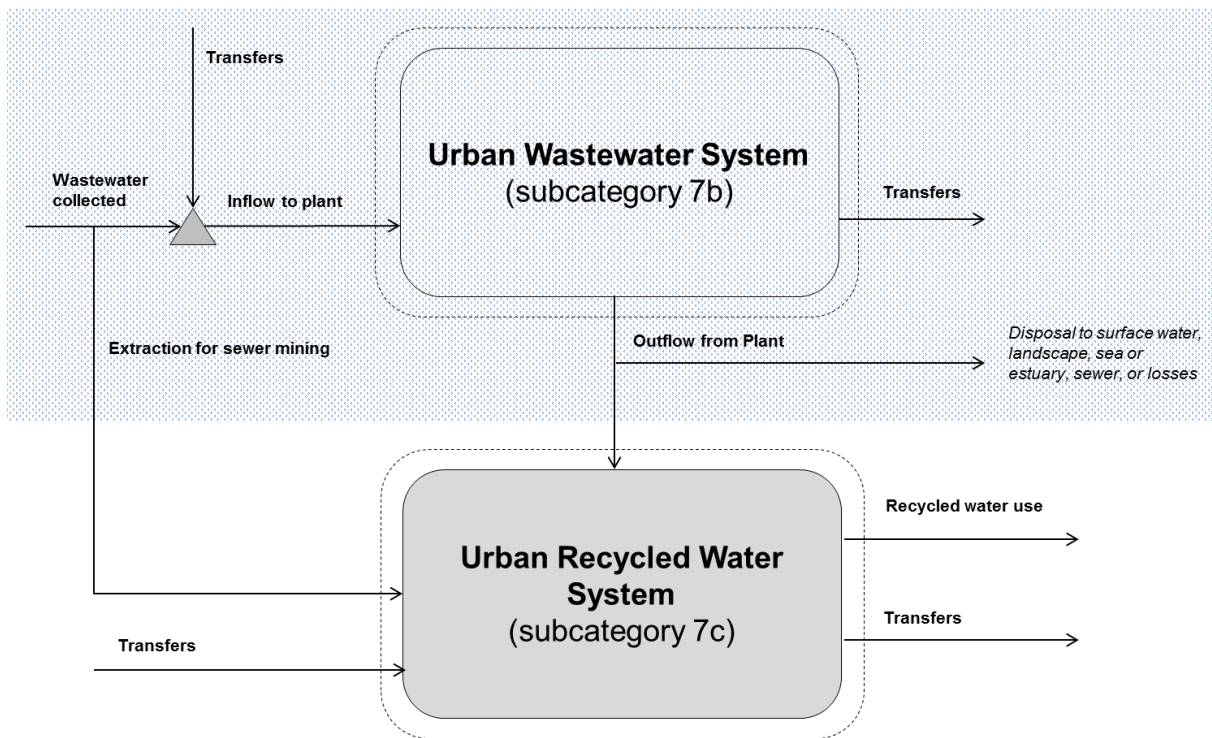 Transfers
Urban Wastewater System
(subcategory 7b)
Wastewater
collected
Inflow to plant
Transfers
Extraction for sewer mining
Outflow from Plant
Disposal to surface water,
landscape, sea or
estuary, sewer, or losses
Recycled water use
Urban Recycled Water
System
(subcategory 7c)
Transfers
Transfers